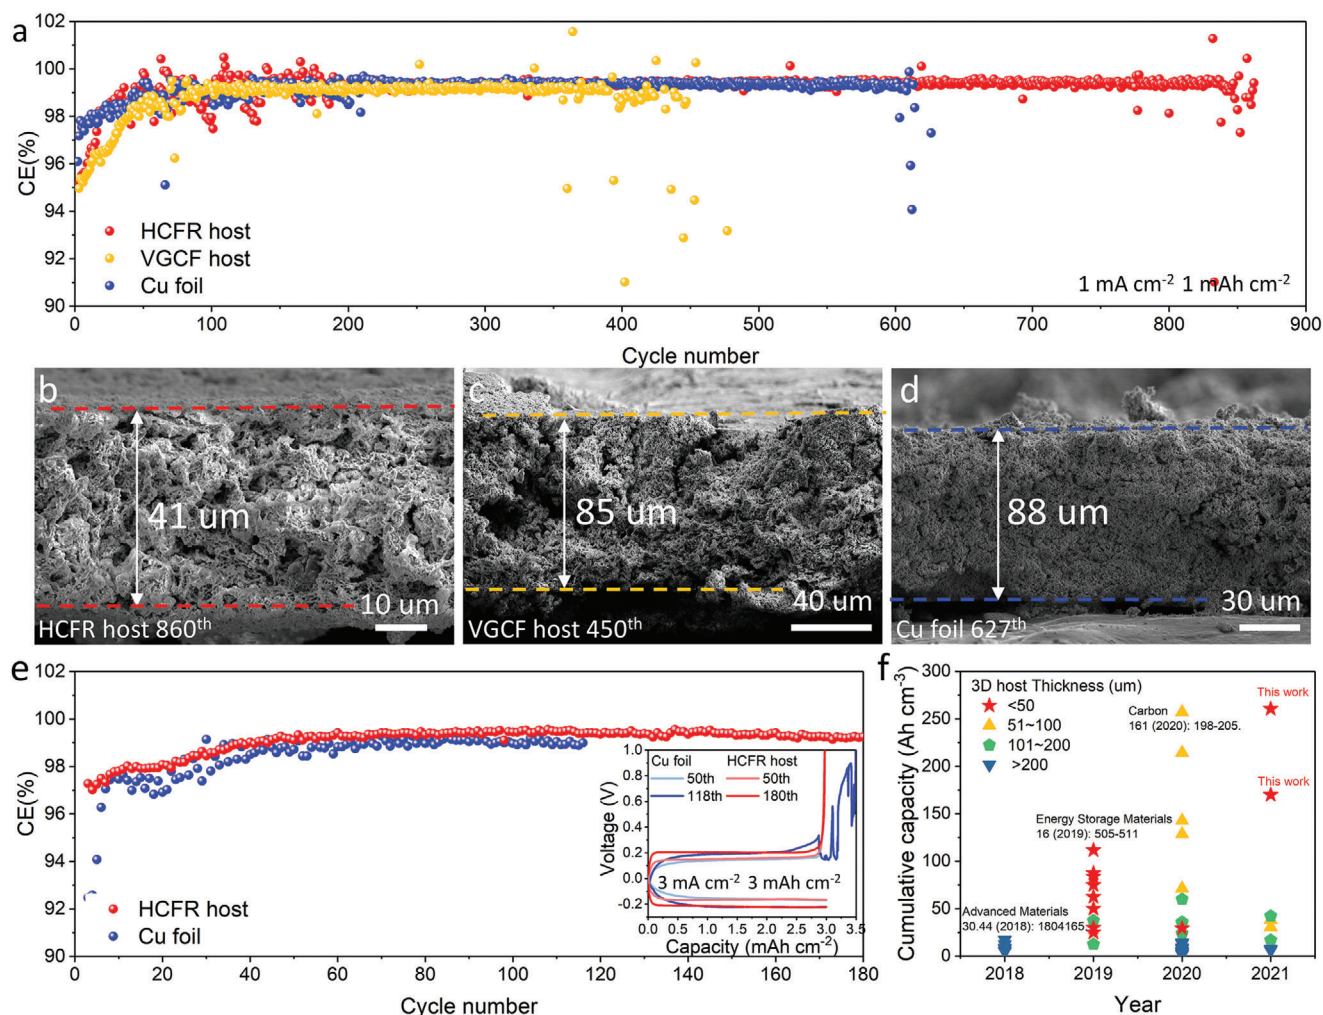 a
102
100
98
96
94
92
90
CE(%)
HCFR host
VGCF host
Cu foil
1 mA cm⁻² 1 mAh cm⁻²
0 100 200 300 400 500 600 700 800 900
Cycle number
b
41 um
10 um
HCFR host 860th
c
85 um
40 um
VGCF host 450th
d
88 um
30 um
Cu foil 627th
e
102
100
98
96
94
92
90
CE(%)
HCFR host
Cu foil
0 20 40 60 80 100 120 140 160 180
Cycle number
1.0
0.8
0.6
0.4
0.2
0.0
-0.2
Voltage (V)
Cu foil HCFR host
50th 50th
118th 180th
3 mA cm⁻² 3 mAh cm⁻²
0.0 0.5 1.0 1.5 2.0 2.5 3.0 3.5
Capacity (mAh cm⁻²)
f
300
250
200
150
100
50
0
Cumulative capacity (Ah cm⁻³)
3D host Thickness (um)
<50
51~100
101~200
>200
Carbon
161 (2020): 198-205.
This work
This work
Energy Storage Materials
16 (2019): 505-511
Advanced Materials
30.44 (2018): 1804165.
2018 2019 2020 2021
Year